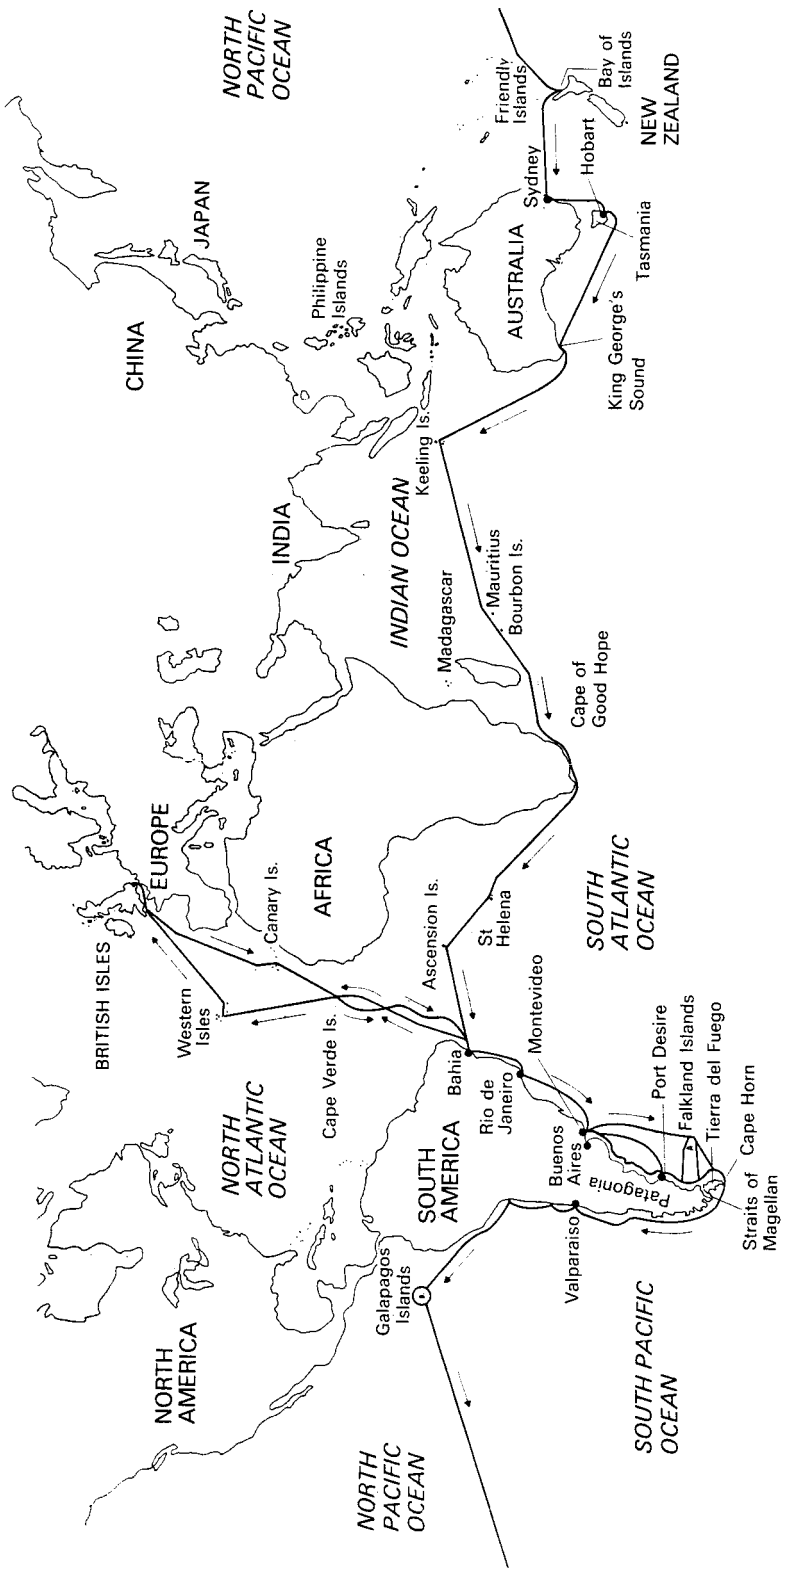 NORTH
AMERICA
NORTH
PACIFIC
OCEAN
Galapagos
Islands
SOUTH PACIFIC
OCEAN
NORTH
ATLANTIC
OCEAN
SOUTH
AMERICA
Valparaiso
Patagonia
Buenos
Aires
Rio de
Janeiro
Bahia
Montevideo
Port Desire
Falkland Islands
Tierra del Fuego
Cape Horn
Straits of
Magellan
BRITISH ISLES
Western
Isles
Cape Verde Is.
Canary Is.
EUROPE
AFRICA
Ascension Is.
St
Helena
SOUTH
ATLANTIC
OCEAN
Cape of
Good Hope
Madagascar
Mauritius
Bourbon Is.
INDIAN OCEAN
INDIA
Keeling Is.
CHINA
JAPAN
Philippine
Islands
AUSTRALIA
King George's
Sound
Tasmania
Hobart
Sydney
Friendly
Islands
Bay of
Islands
NEW
ZEALAND
NORTH
PACIFIC
OCEAN